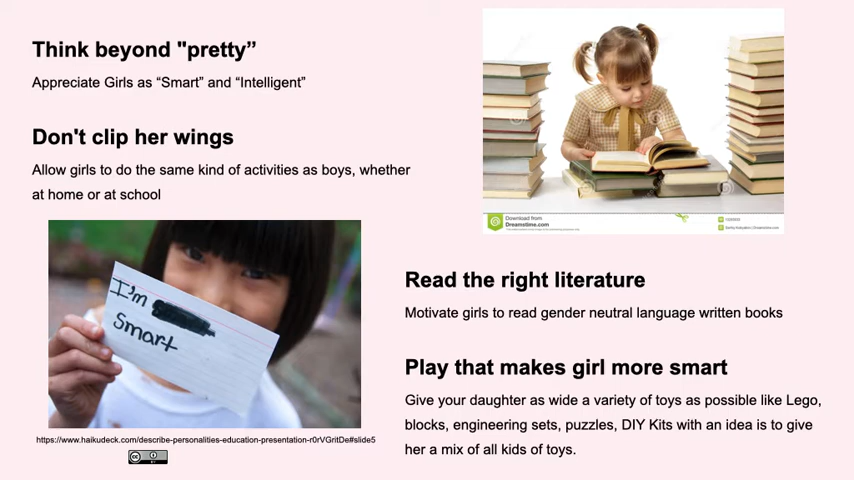 Think beyond "pretty”
Appreciate Girls as “Smart” and “Intelligent”
Don't clip her wings
Allow girls to do the same kind of activities as boys, whether
at home or at school
I'm
Smart
https://www.haikudeck.com/describe-personalities-education-presentation-r0rVGritDe#slide5
Download from
Dreamstime.com
Read the right literature
Motivate girls to read gender neutral language written books
Play that makes girl more smart
Give your daughter as wide a variety of toys as possible like Lego,
blocks, engineering sets, puzzles, DIY Kits with an idea is to give
her a mix of all kids of toys.